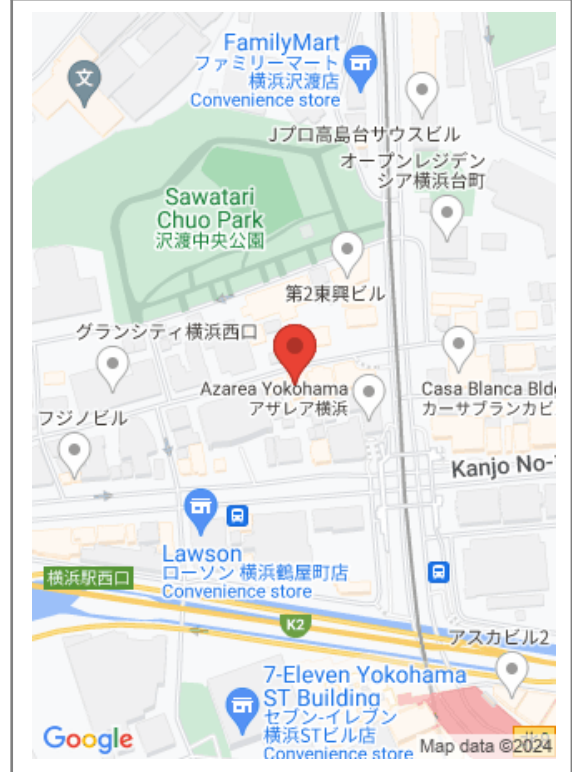 FamilyMart
ファミリーマート
横浜沢渡店
Convenience store
文
Jプロ高島台サウスビル
オープンレジデン
シア横浜台町
Sawatari
Chuo Park
沢渡中央公園
第2東興ビル
グランシティ横浜西口
Azarea Yokohama
アザレア横浜
Casa Blanca Bld
カーサブランカビ
フジノビル
Kanjo No-
Lawson
ローソン 横浜鶴屋町店
Convenience store
横浜駅西口
K2
アスカビル2
7-Eleven Yokohama
ST Building
セブン-イレブン
横浜STビル店
Convenience store
Google
Map data ©2024